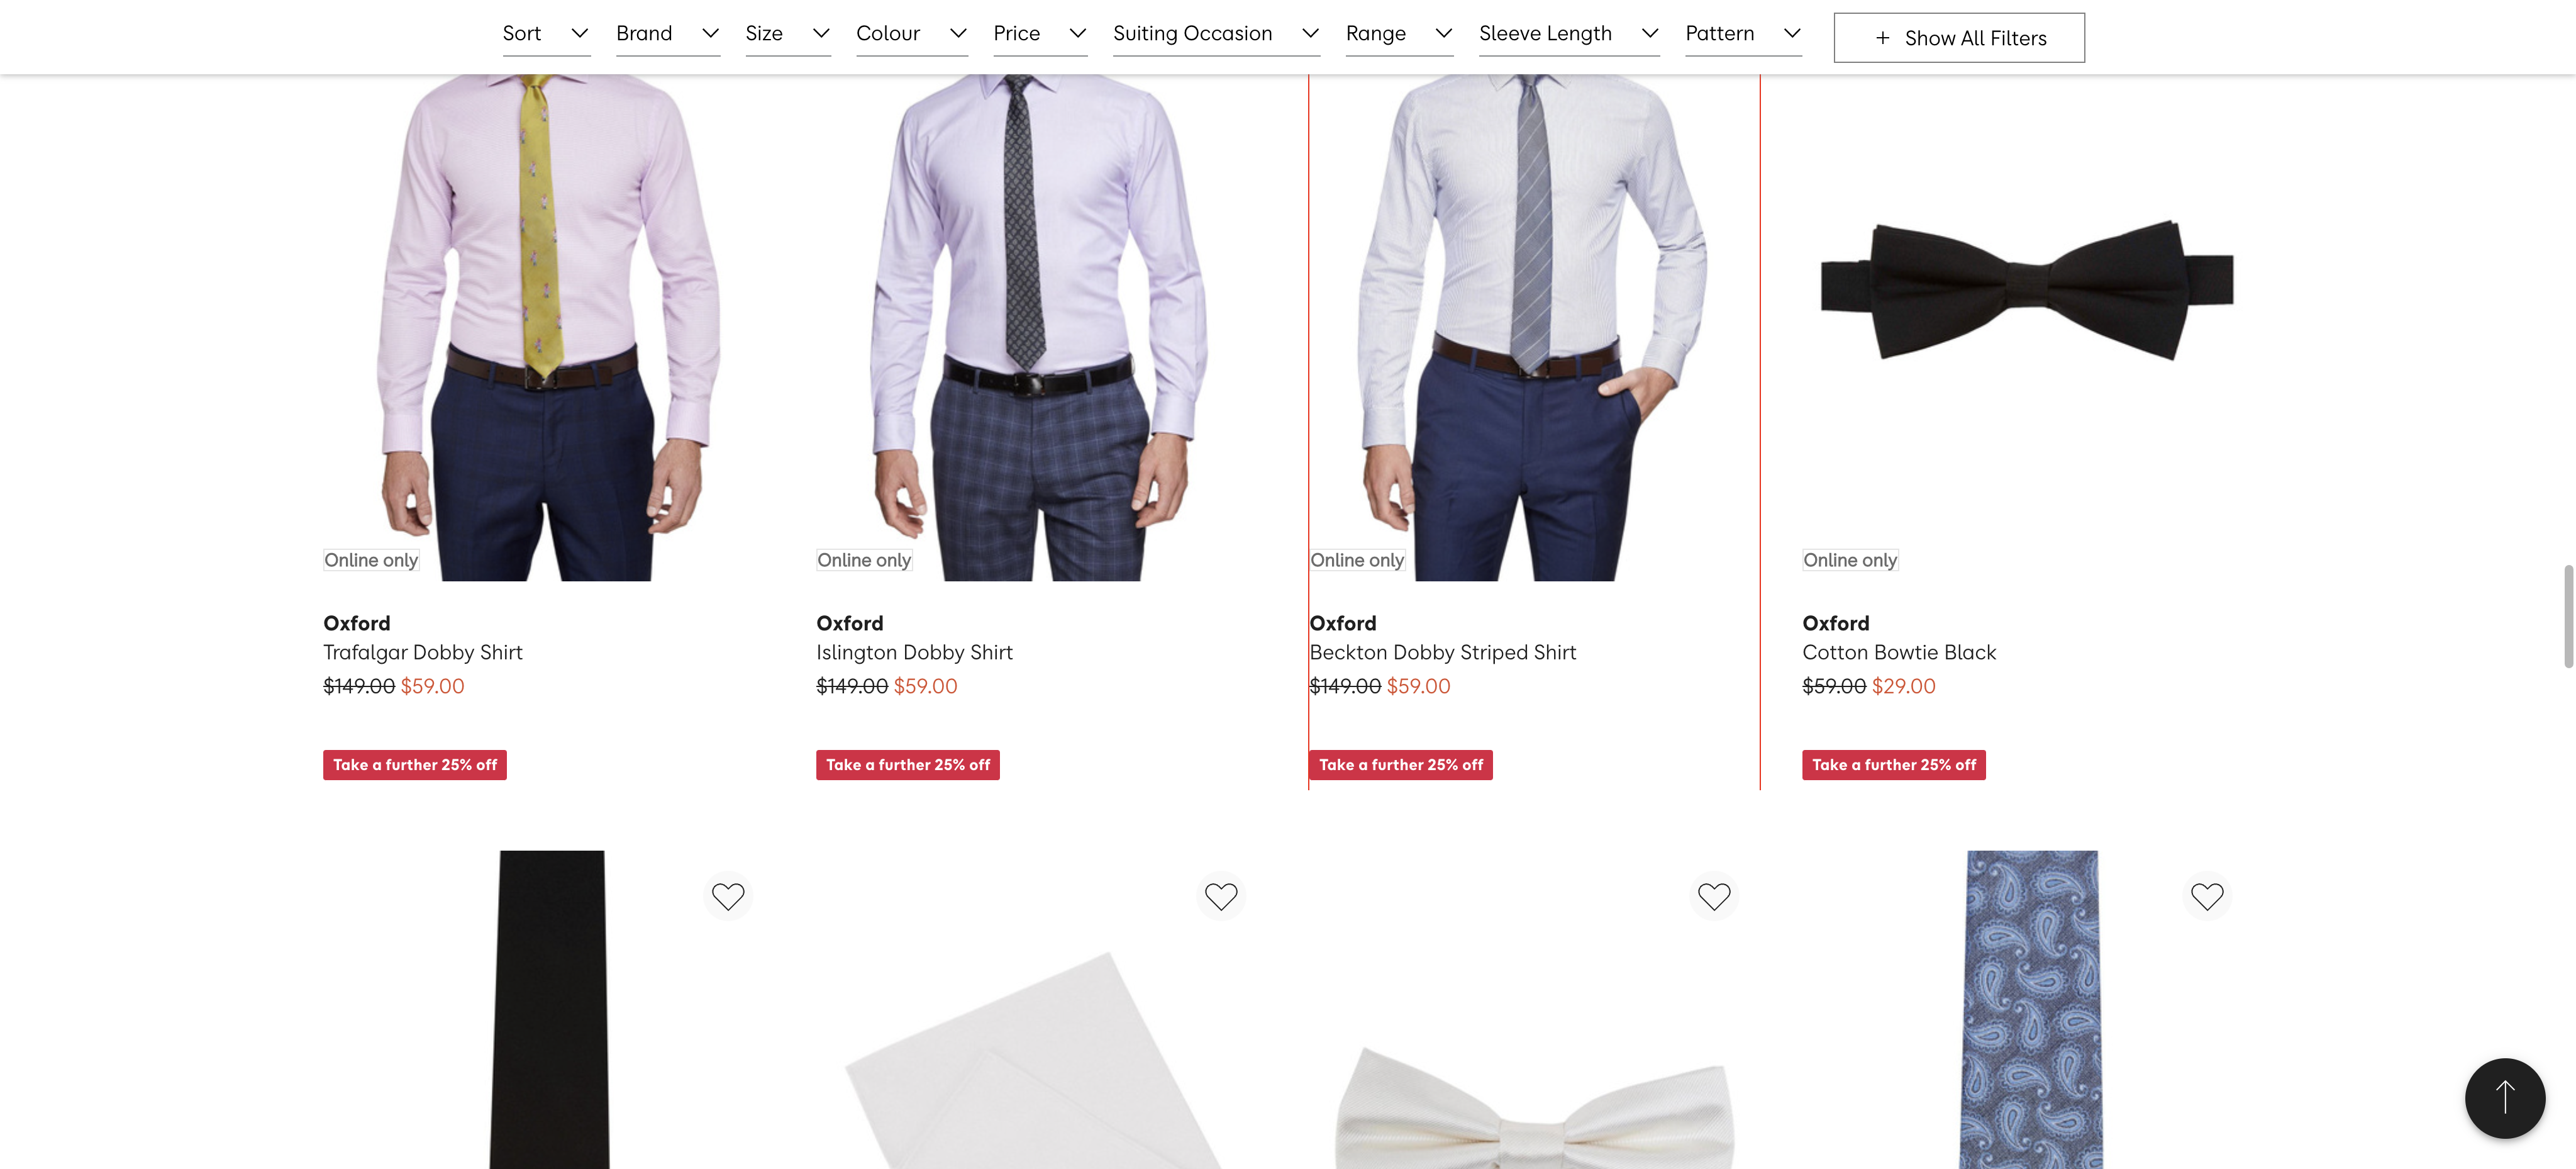 Sort Brand Size Colour Price Suiting Occasion Range Sleeve Length Pattern + Show All Filters
Online only Online only Online only Online only
Oxford Oxford Oxford Oxford
Trafalgar Dobby Shirt Islington Dobby Shirt Beckton Dobby Striped Shirt Cotton Bowtie Black
$149.00 $59.00 $149.00 $59.00 $149.00 $59.00 $59.00 $29.00
Take a further 25% off Take a further 25% off Take a further 25% off Take a further 25% off